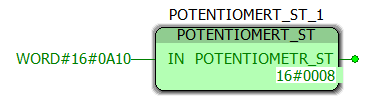 POTENTIOMERT_ST_1
POTENTIOMERT_ST
WORD#16#0A10 IN POTENTIOMETR_ST
16#0008